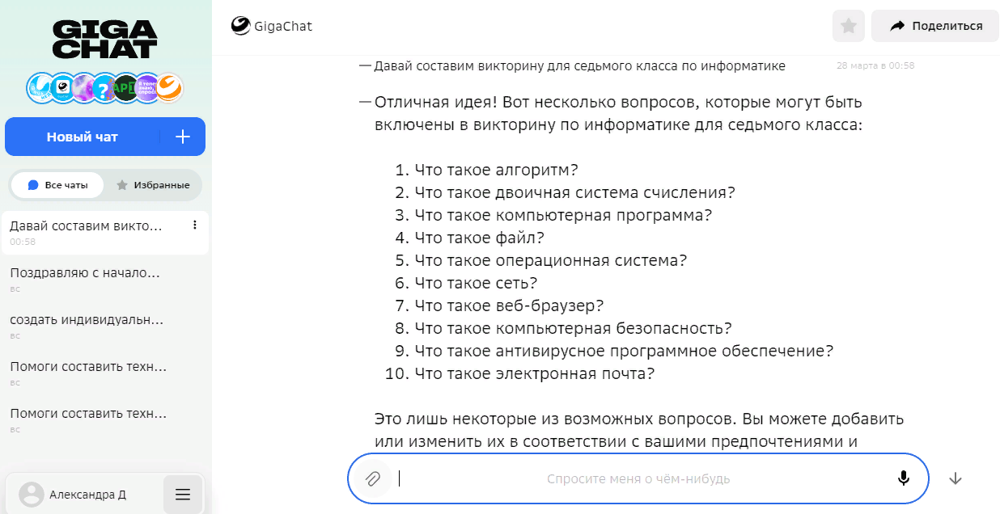 GIGA
CHAT
Новый чат
Все чаты
Избранные
Давай составим викто...
00:58
Поздравляю с начало...
вс
создать индивидуальн...
вс
Помоги составить техн...
вс
Помоги составить техн...
вс
Александра Д
GigaChat
Поделиться
— Давай составим викторину для седьмого класса по информатике
28 марта в 00:58
— Отличная идея! Вот несколько вопросов, которые могут быть
включены в викторину по информатике для седьмого класса:
1. Что такое алгоритм?
2. Что такое двоичная система счисления?
3. Что такое компьютерная программа?
4. Что такое файл?
5. Что такое операционная система?
6. Что такое сеть?
7. Что такое веб-браузер?
8. Что такое компьютерная безопасность?
9. Что такое антивирусное программное обеспечение?
10. Что такое электронная почта?
Это лишь некоторые из возможных вопросов. Вы можете добавить
или изменить их в соответствии с вашими предпочтениями и
Спросите меня о чём-нибудь